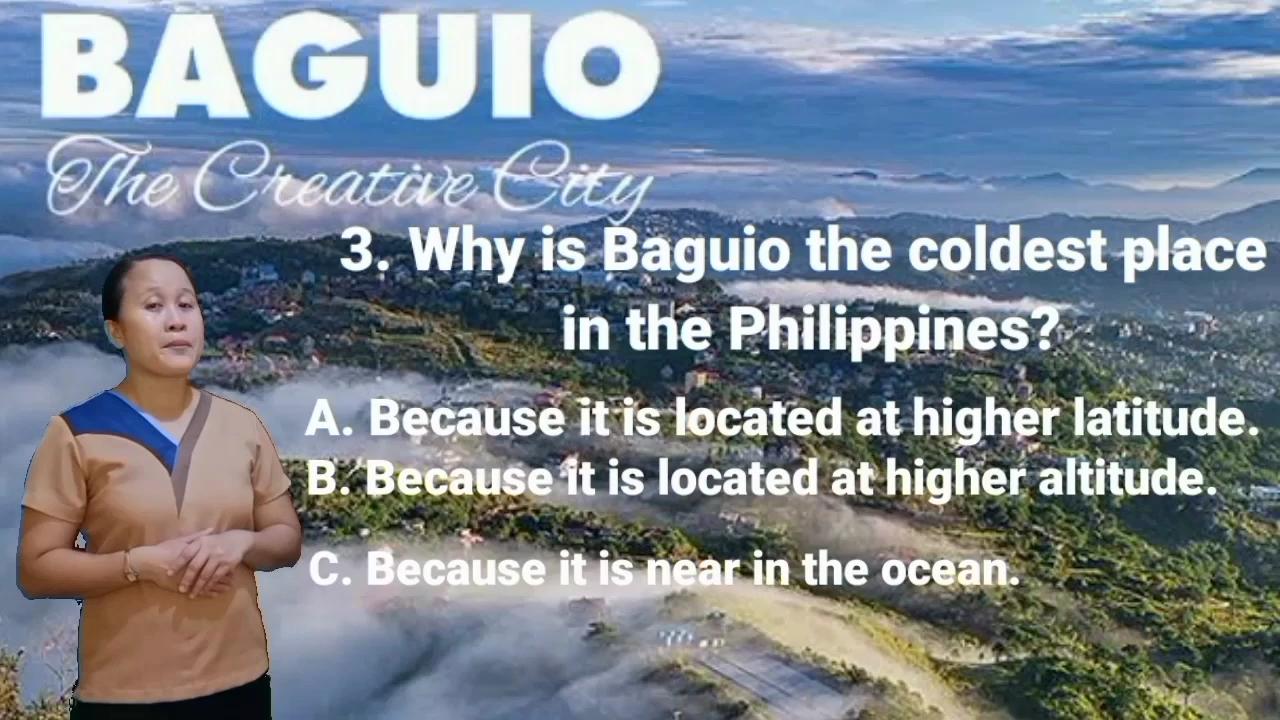 BAGUIO
The Creative City
3. Why is Baguio the coldest place
in the Philippines?
A. Because it is located at higher latitude.
B. Because it is located at higher altitude.
C. Because it is near in the ocean.